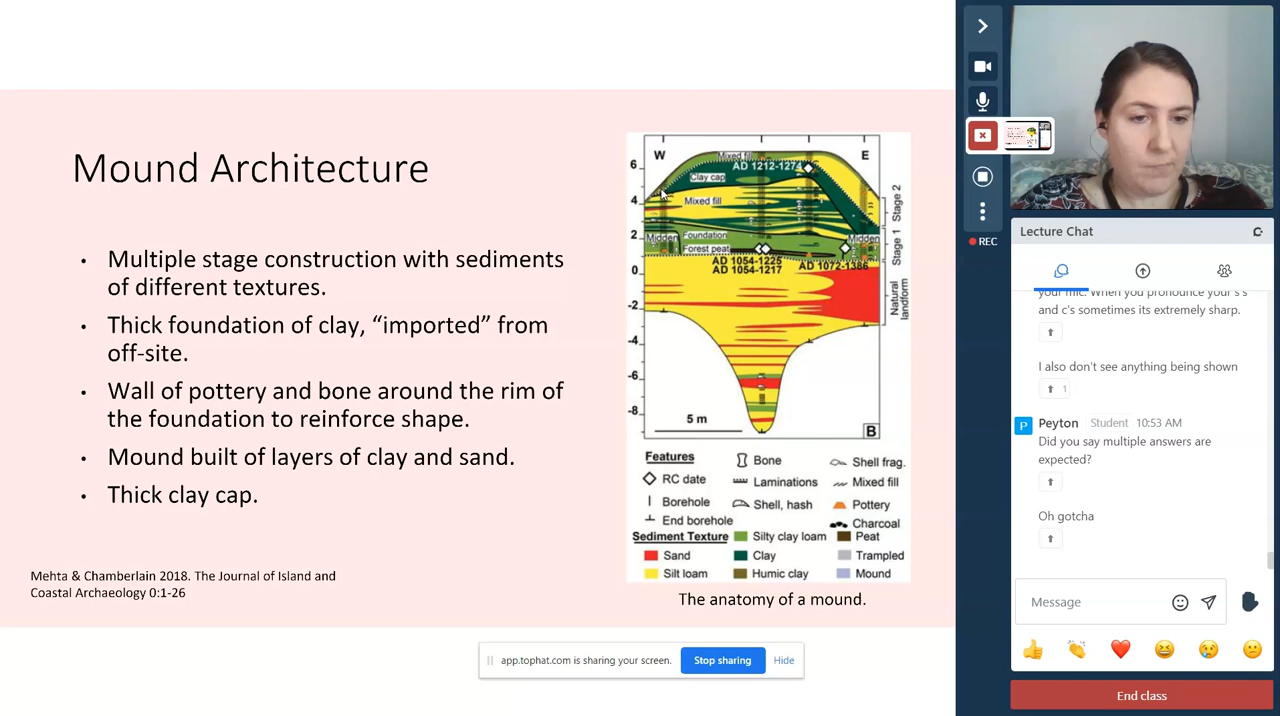 Mound Architecture
• Multiple stage construction with sediments
of different textures.
• Thick foundation of clay, “imported” from
off-site.
• Wall of pottery and bone around the rim of
the foundation to reinforce shape.
• Mound built of layers of clay and sand.
• Thick clay cap.
Mehta & Chamberlain 2018. The Journal of Island and
Coastal Archaeology 0:1-26
W
E
6
4
2
0
-2
-4
-6
-8
Mixed fill
AD 1212-1274
Clay cap
Mixed fill
Midden
Foundation
Midden
Forest peat
AD 1054-1225
AD 1054-1217
AD 1072-1386
Stage 2
Stage 1
Natural
landform
5 m
B
Features
RC date
Borehole
End borehole
Bone
Laminations
Shell, hash
Shell frag.
Mixed fill
Pottery
Charcoal
Sediment Texture
Sand
Silt loam
Silty clay loam
Clay
Humic clay
Peat
Trampled
Mound
The anatomy of a mound.
app.tophat.com is sharing your screen.
Stop sharing
Hide
REC
Lecture Chat
your mic. When you pronounce your s's
and c's sometimes its extremely sharp.
I also don't see anything being shown
1
P
Peyton Student 10:53 AM
Did you say multiple answers are
expected?
Oh gotcha
Message
End class